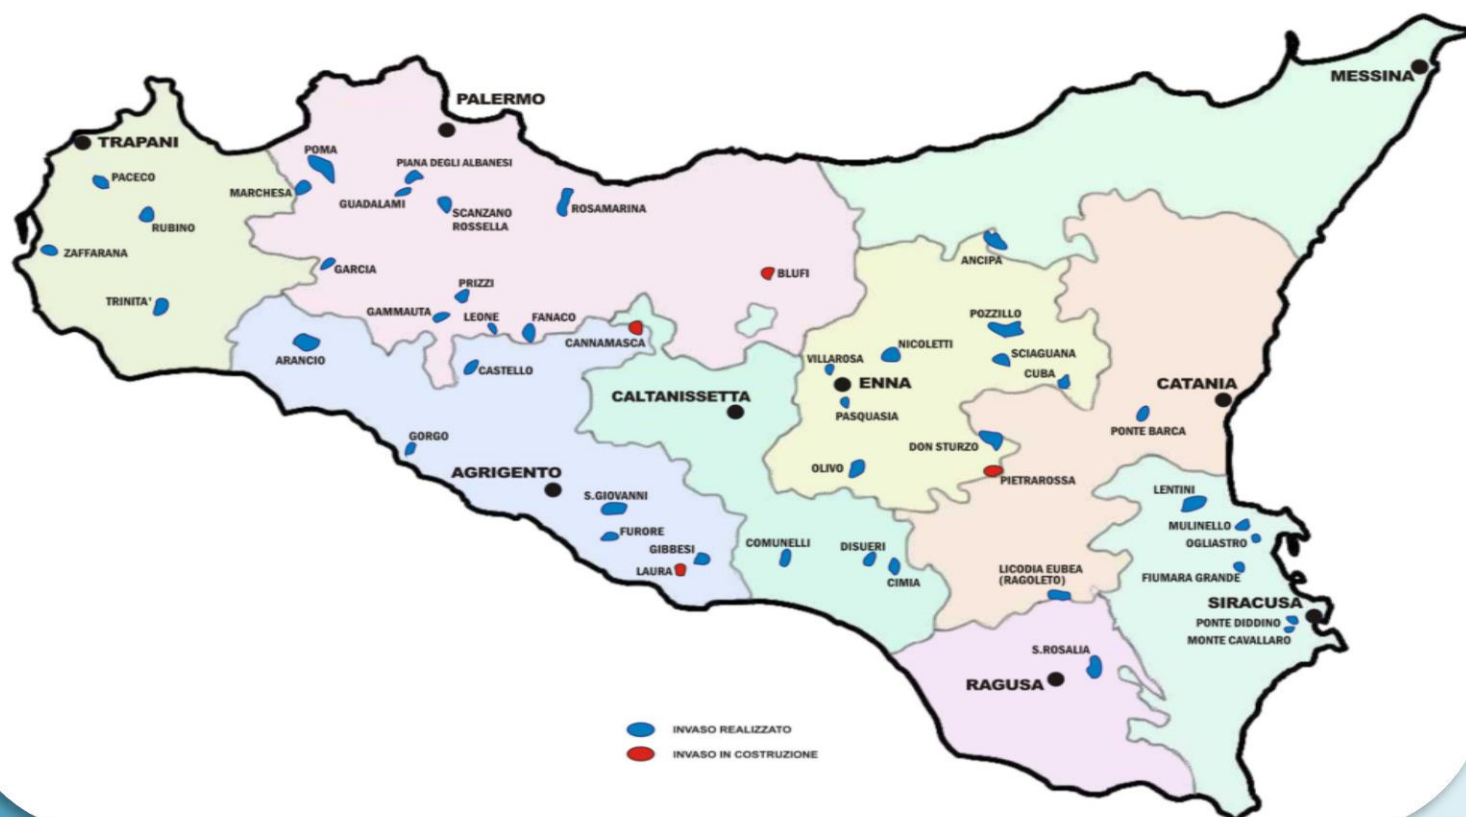 MESSINA
PALERMO
TRAPANI
POMA
PIANA DEGLI ALBANESI
PACECO
MARCHESA
GUADALAMI
SCANZANO
ROSSELLA
ROSAMARINA
RUBINO
ZAFFARANA
ANCIPA
GARCIA
BLUFI
PRIZZI
TRINITA'
GAMMAUTA
LEONE
FANACO
POZZILLO
CANNAMASCA
NICOLETTI
ARANCIO
VILLAROSA
SCIAGUANA
CASTELLO
CUBA
ENNA
CATANIA
CALTANISSETTA
PASQUASIA
PONTE BARCA
GORGO
DON STURZO
OLIVO
AGRIGENTO
PIETRAROSSA
S.GIOVANNI
LENTINI
FURORE
MULINELLO
OGLIASTRO
GIBBESI
COMUNELLI
DISUERI
LAURA
CIMIA
LICODIA EUBEA
(RAGOLETO)
FIUMARA GRANDE
SIRACUSA
PONTE DIDDINO
MONTE CAVALLARO
S.ROSALIA
RAGUSA
INVASO REALIZZATO
INVASO IN COSTRUZIONE